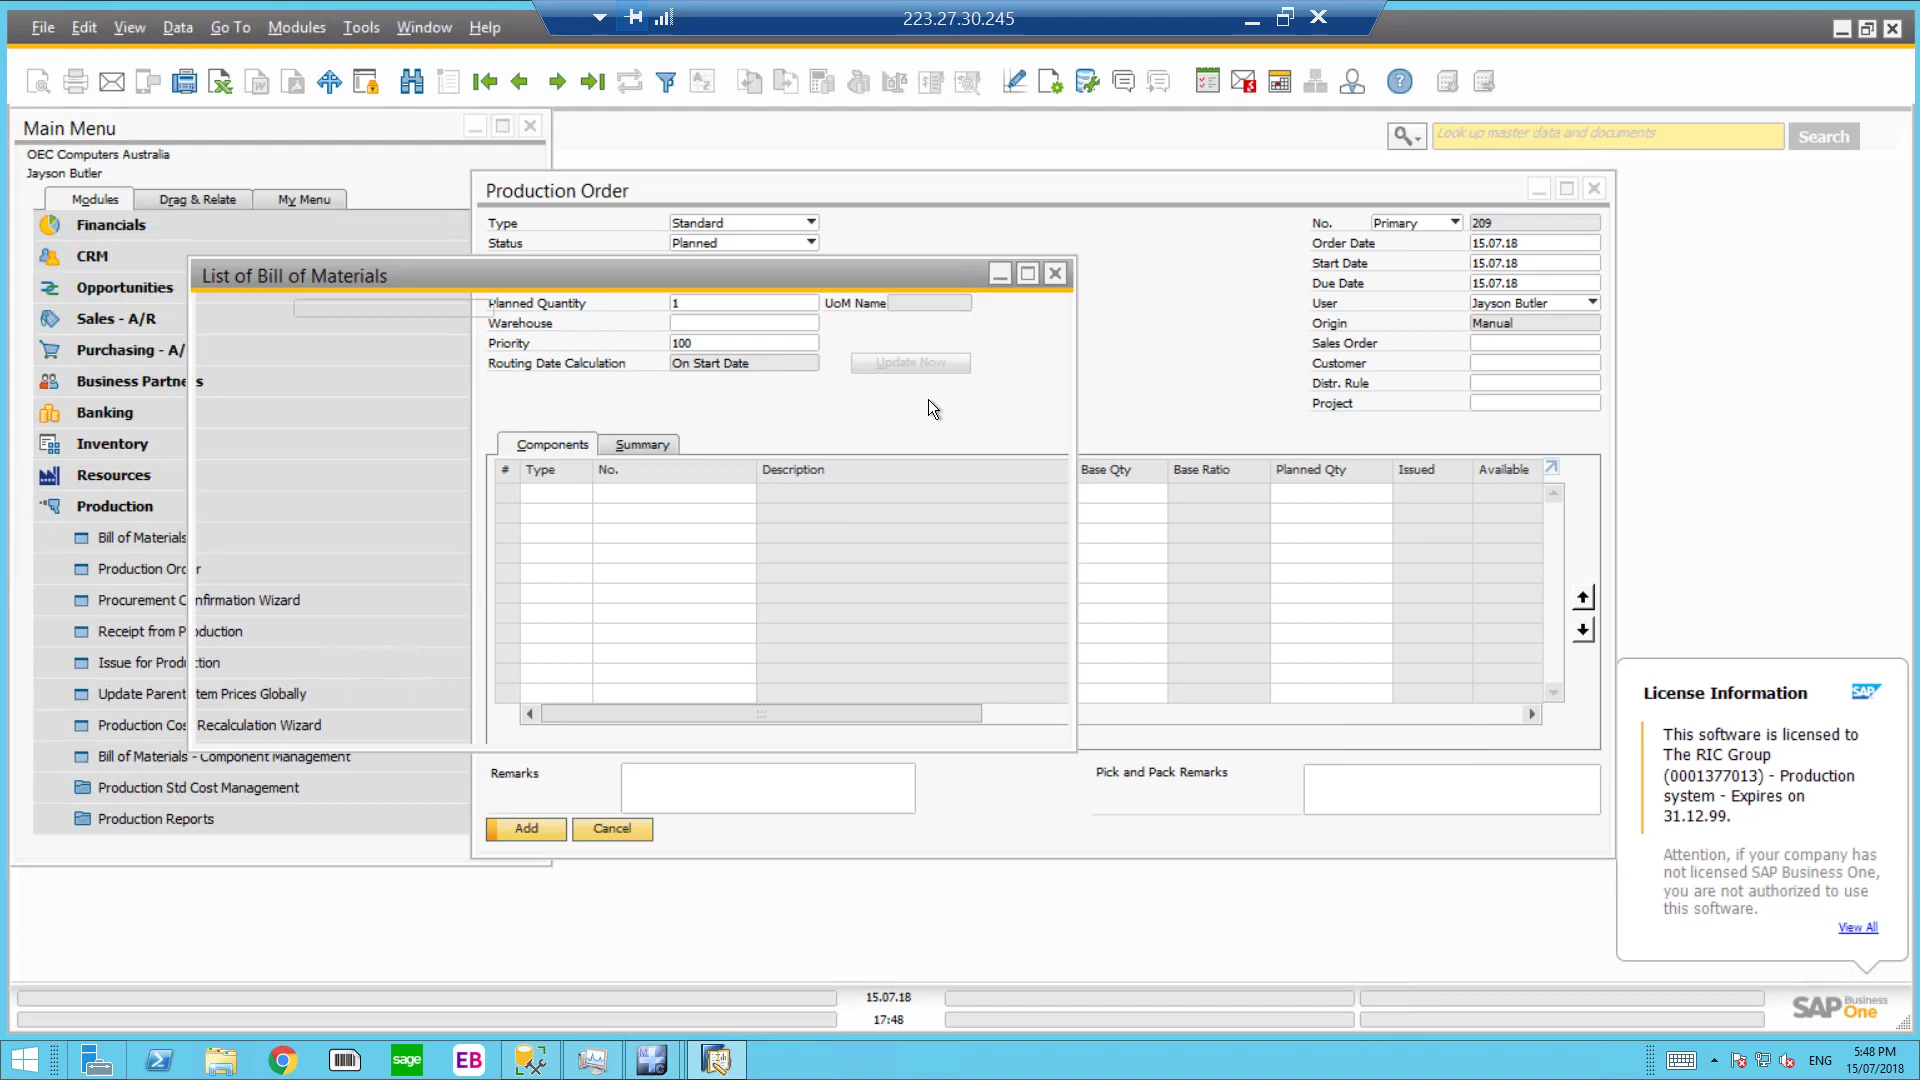 223.27.30.245
File Edit View Data Go To Modules Tools Window Help
Look up master data and documents
Search
Main Menu
OEC Computers Australia
Jayson Butler
Modules Drag & Relate My Menu
Financials
CRM
Opportunities
Sales - A/R
Purchasing - A/
Business Partners
Banking
Inventory
Resources
Production
Bill of Materials
Production Order
Procurement Confirmation Wizard
Receipt from Production
Issue for Production
Update Parent Item Prices Globally
Production Cost Recalculation Wizard
Bill of Materials - Component Management
Production Std Cost Management
Production Reports
Production Order
Type Standard
Status Planned
List of Bill of Materials
Planned Quantity 1 UoM Name
Warehouse
Priority 100
Routing Date Calculation On Start Date Update Now
No. Primary 209
Order Date 15.07.18
Start Date 15.07.18
Due Date 15.07.18
User Jayson Butler
Origin Manual
Sales Order
Customer
Distr. Rule
Project
Components Summary
# Type No. Description Base Qty Base Ratio Planned Qty Issued Available
Remarks
Pick and Pack Remarks
Add Cancel
License Information SAP
This software is licensed to
The RIC Group
(0001377013) - Production
system - Expires on
31.12.99.
Attention, if your company has
not licensed SAP Business One,
you are not authorized to use
this software.
View All
15.07.18
17:48
SAP Business One
sage
EB
ENG
5:48 PM
15/07/2018